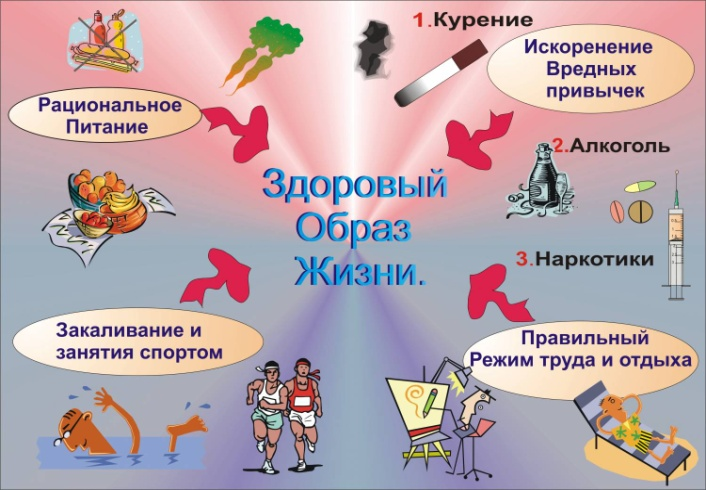 1.Курение
Искоренение
Вредных
привычек
Рациональное
Питание
2.Алкоголь
Здоровый
Образ
Жизни.
3.Наркотики
Закаливание и
занятия спортом
Правильный
Режим труда и отдыха